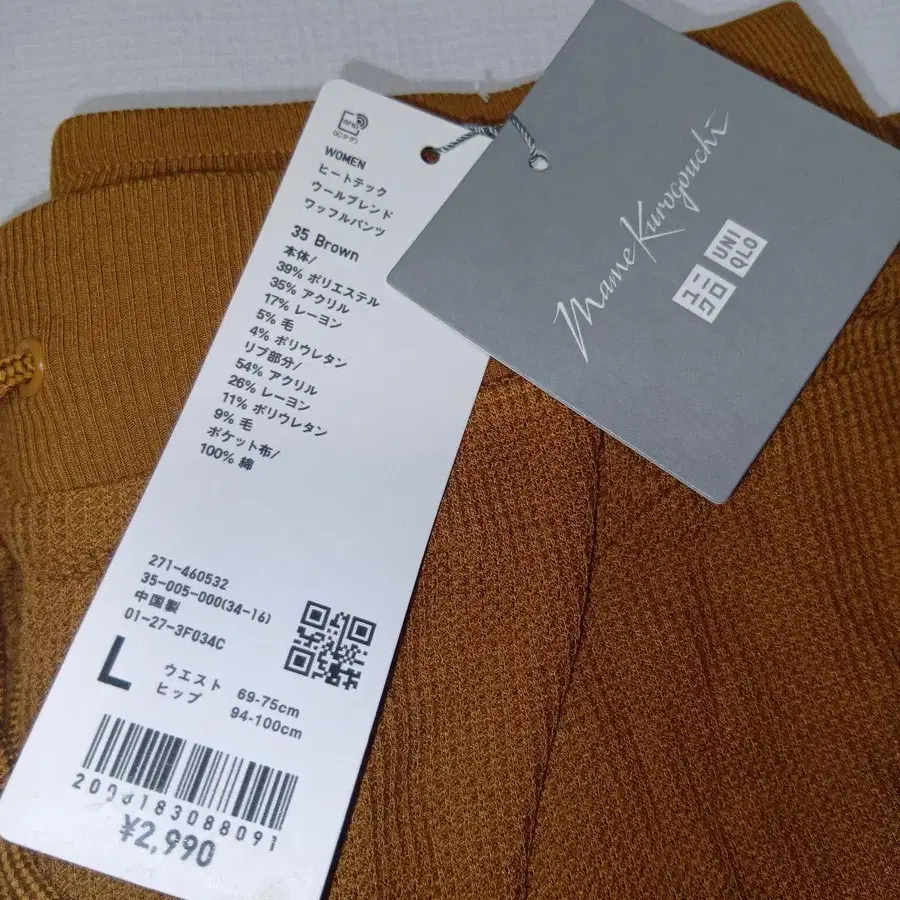 RFID
WOMEN
ヒートテック
ウールブレンド
ワッフルパンツ
35 Brown
本体/
39% ポリエステル
35% アクリル
17% レーヨン
5% 毛
4% ポリウレタン
リブ部分/
54% アクリル
26% レーヨン
11% ポリウレタン
9% 毛
ポケット布/
100% 綿
271-460532
35-005-000(34-16)
中国製
01-27-3F034C
L
ウエスト 69-75cm
ヒップ 94-100cm
¥2,990
Mame Kurogouchi
ユニ
クロ
UNI
QLO